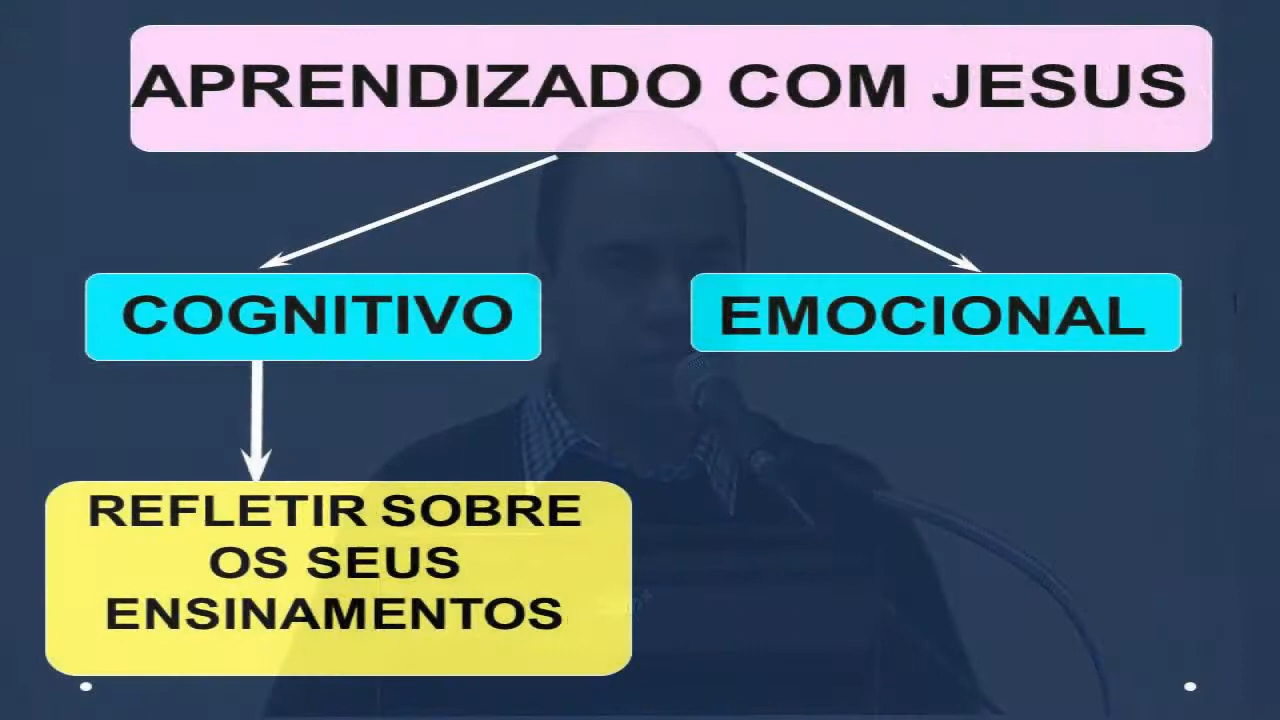 APRENDIZADO COM JESUS
COGNITIVO
EMOCIONAL
REFLETIR SOBRE
OS SEUS
ENSINAMENTOS